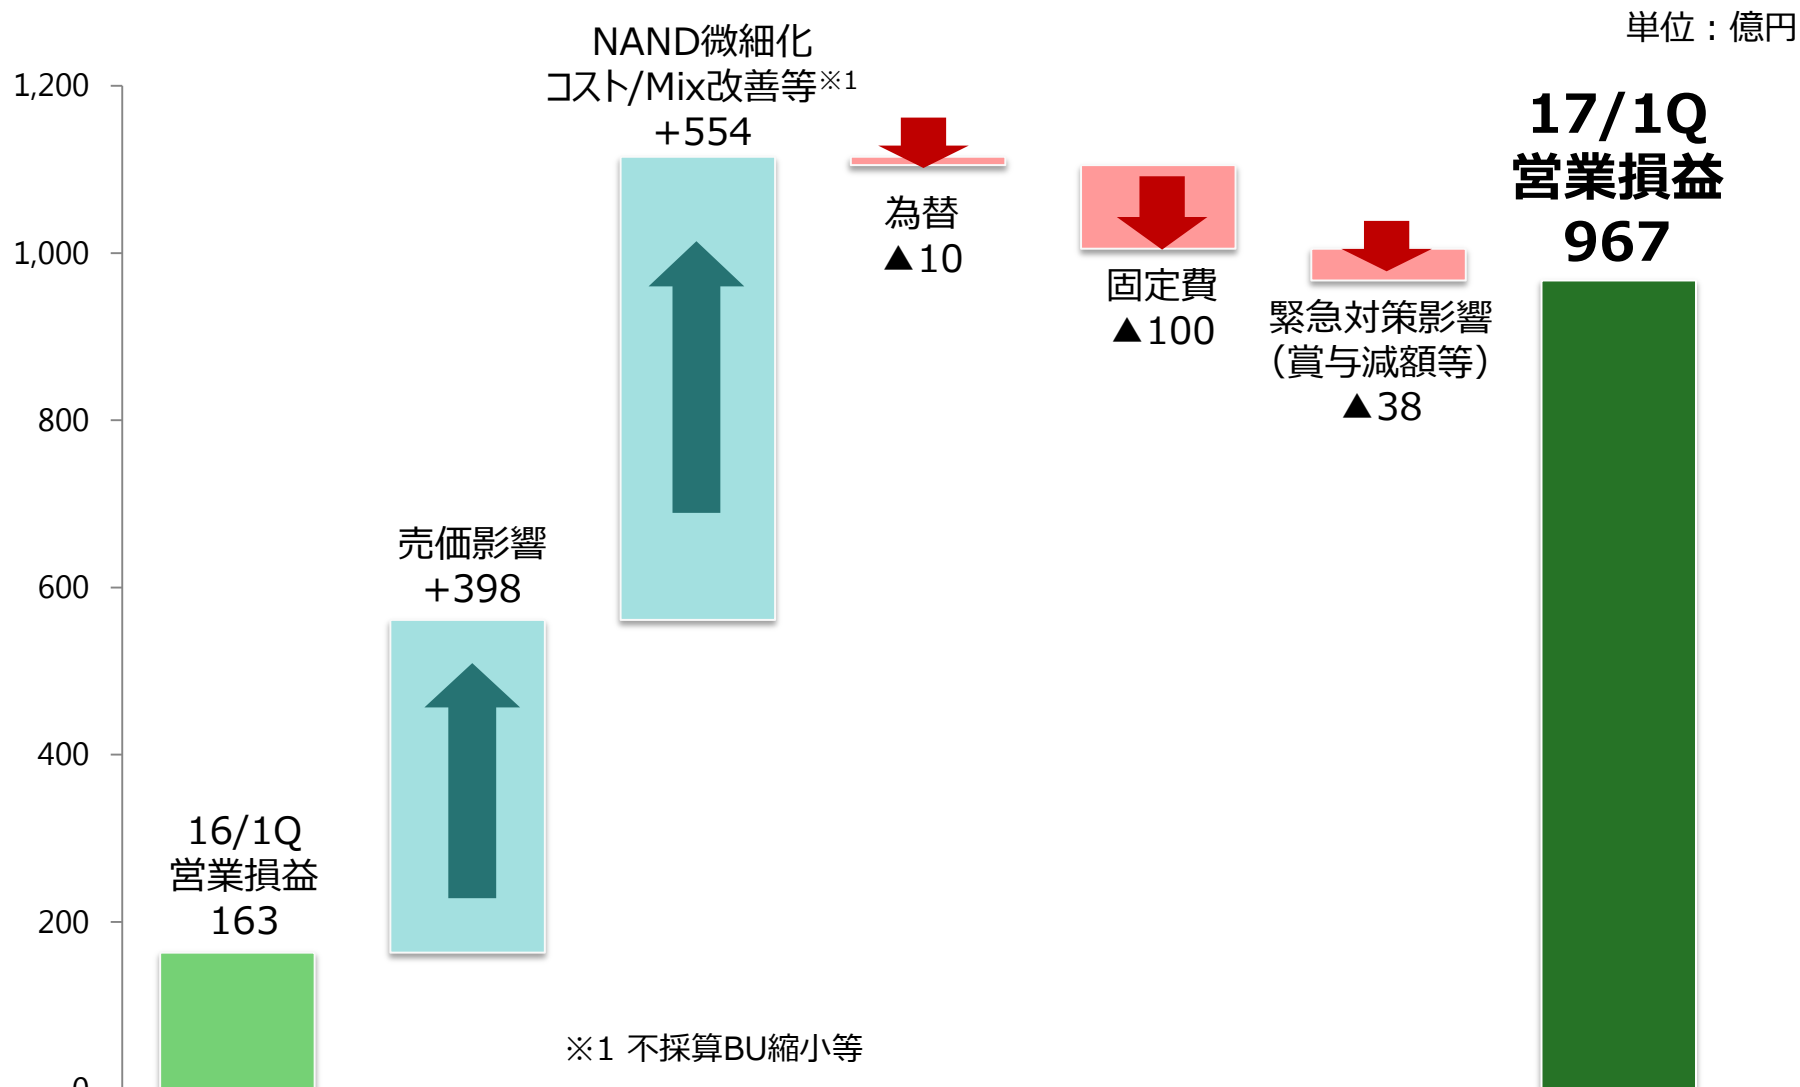 単位：億円
NAND微細化
コスト/Mix改善等※1
+554
17/1Q
営業損益
967
為替
▲10
固定費
▲100
緊急対策影響
（賞与減額等）
▲38
売価影響
+398
16/1Q
営業損益
163
1,200
1,000
800
600
400
200
0
※1 不採算BU縮小等